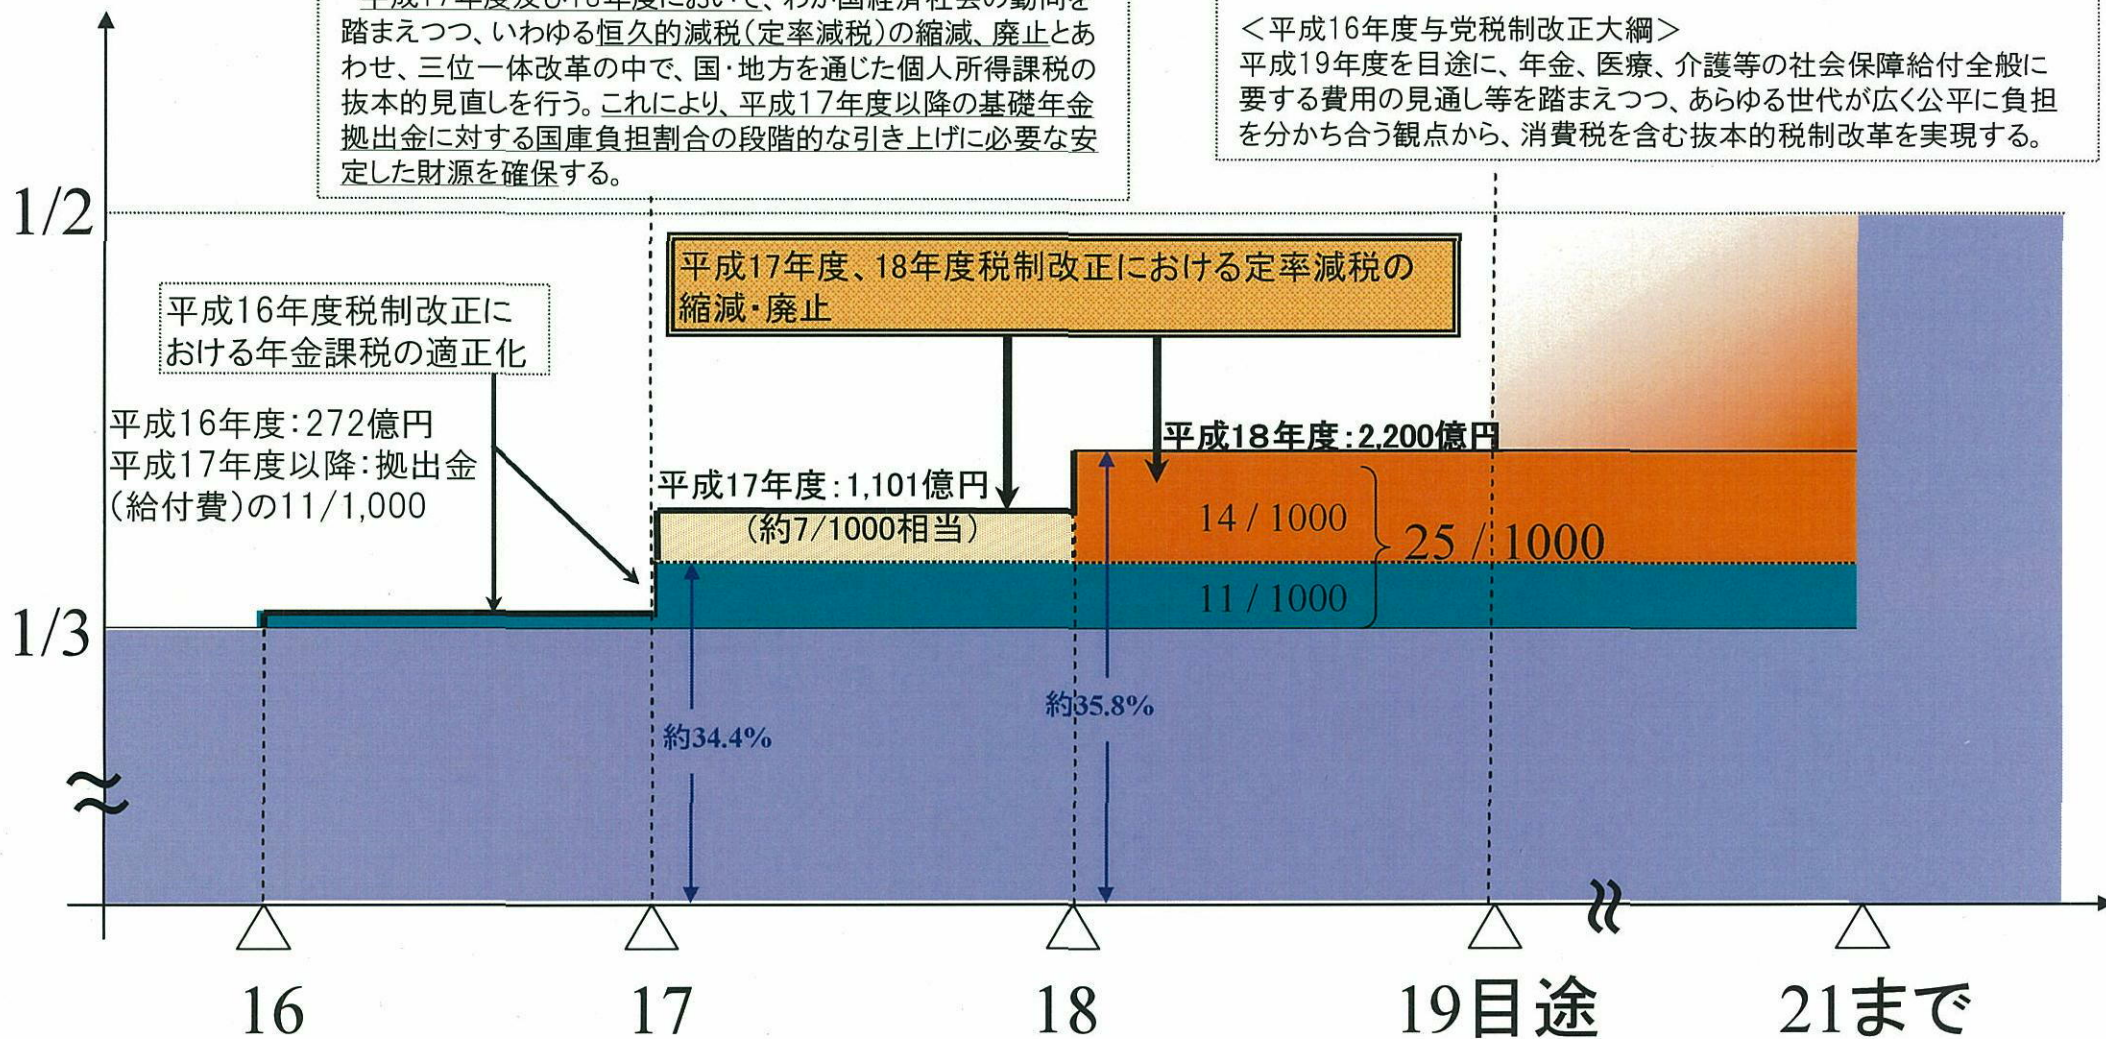 踏まえつつ、いわゆる恒久的減税(定率減税)の縮減、廃止とあ
わせ、三位一体改革の中で、国・地方を通じた個人所得課税の
抜本的見直しを行う。これにより、平成17年度以降の基礎年金
拠出金に対する国庫負担割合の段階的な引き上げに必要な安
定した財源を確保する。
<平成16年度与党税制改正大綱>
平成19年度を目途に、年金、医療、介護等の社会保障給付全般に
要する費用の見通し等を踏まえつつ、あらゆる世代が広く公平に負担
を分かち合う観点から、消費税を含む抜本的税制改革を実現する。
1/2
平成17年度、18年度税制改正における定率減税の
縮減・廃止
平成16年度税制改正に
おける年金課税の適正化
平成16年度:272億円
平成17年度以降:拠出金
(給付費)の11/1,000
平成17年度:1,101億円
(約7/1000相当)
平成18年度:2,200億円
14 / 1000
25 / 1000
11 / 1000
1/3
約34.4%
約35.8%
16
17
18
19目途
21まで